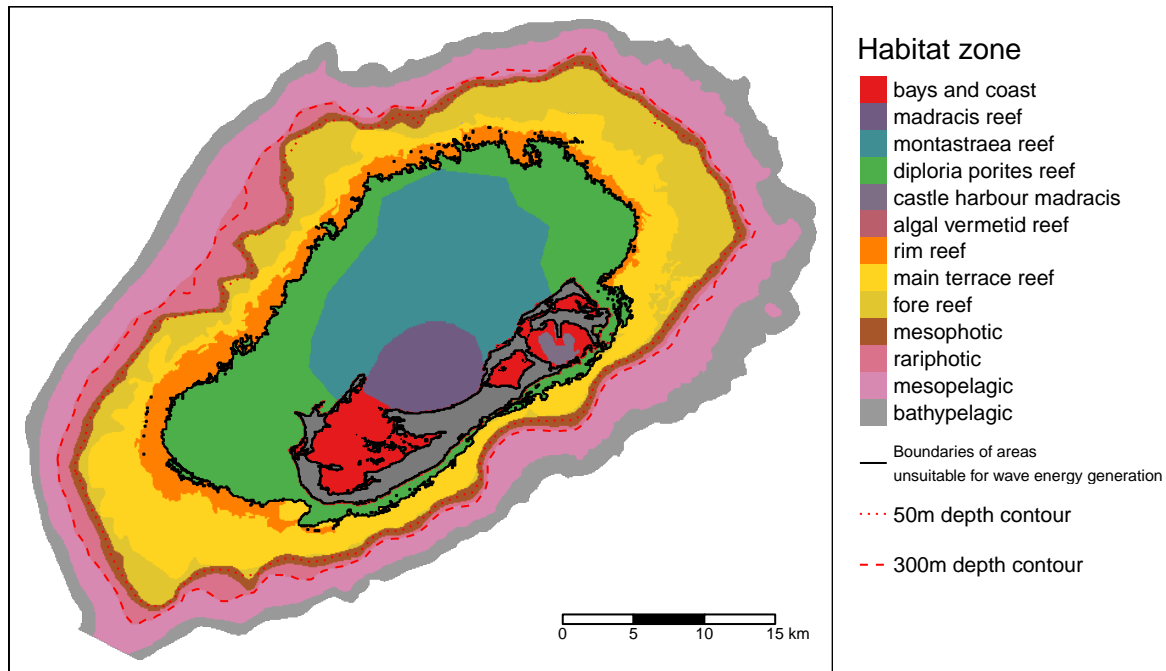 Habitat zone
bays and coast
madracis reef
montastraea reef
diploria porites reef
castle harbour madracis
algal vermetid reef
rim reef
main terrace reef
fore reef
mesophotic
rariphotic
mesopelagic
bathypelagic
Boundaries of areas
unsuitable for wave energy generation
50m depth contour
300m depth contour
0 5 10 15 km